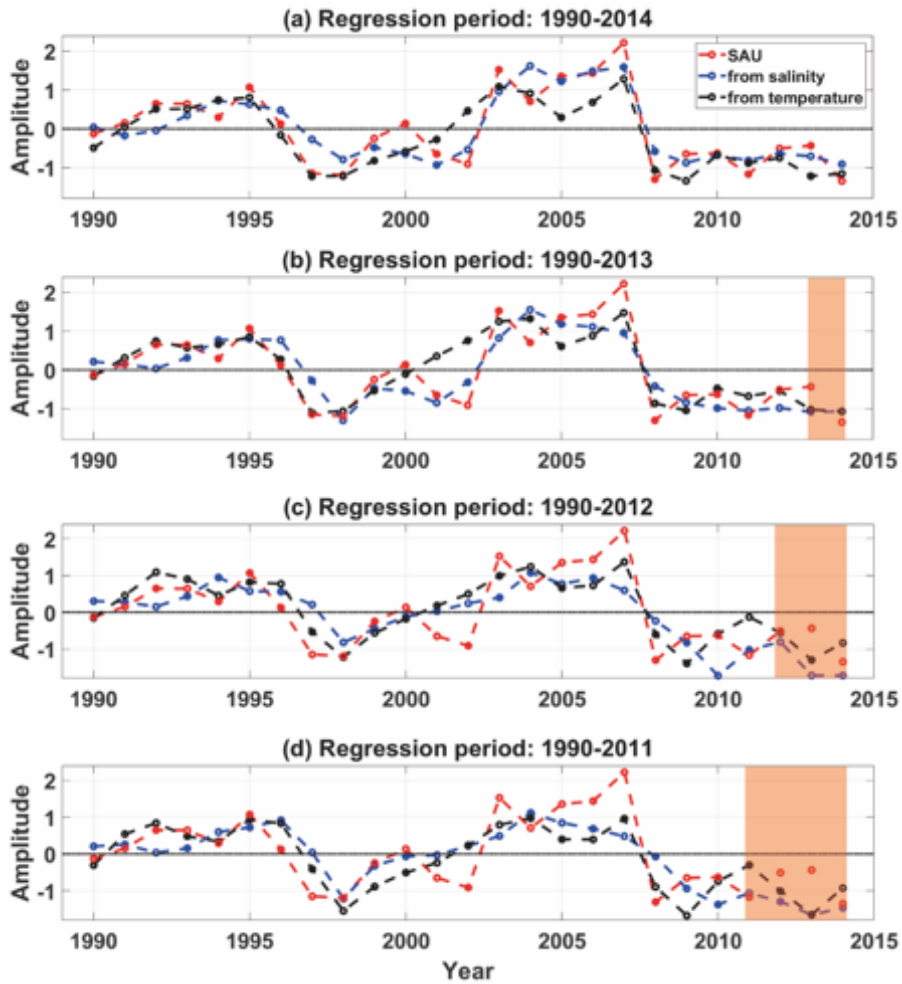 (a) Regression period: 1990-2014
Amplitude
2
1
0
-1
SAU
from salinity
from temperature
1990 1995 2000 2005 2010 2015
(b) Regression period: 1990-2013
Amplitude
2
1
0
-1
1990 1995 2000 2005 2010 2015
(c) Regression period: 1990-2012
Amplitude
2
1
0
-1
1990 1995 2000 2005 2010 2015
(d) Regression period: 1990-2011
Amplitude
2
1
0
-1
1990 1995 2000 2005 2010 2015
Year